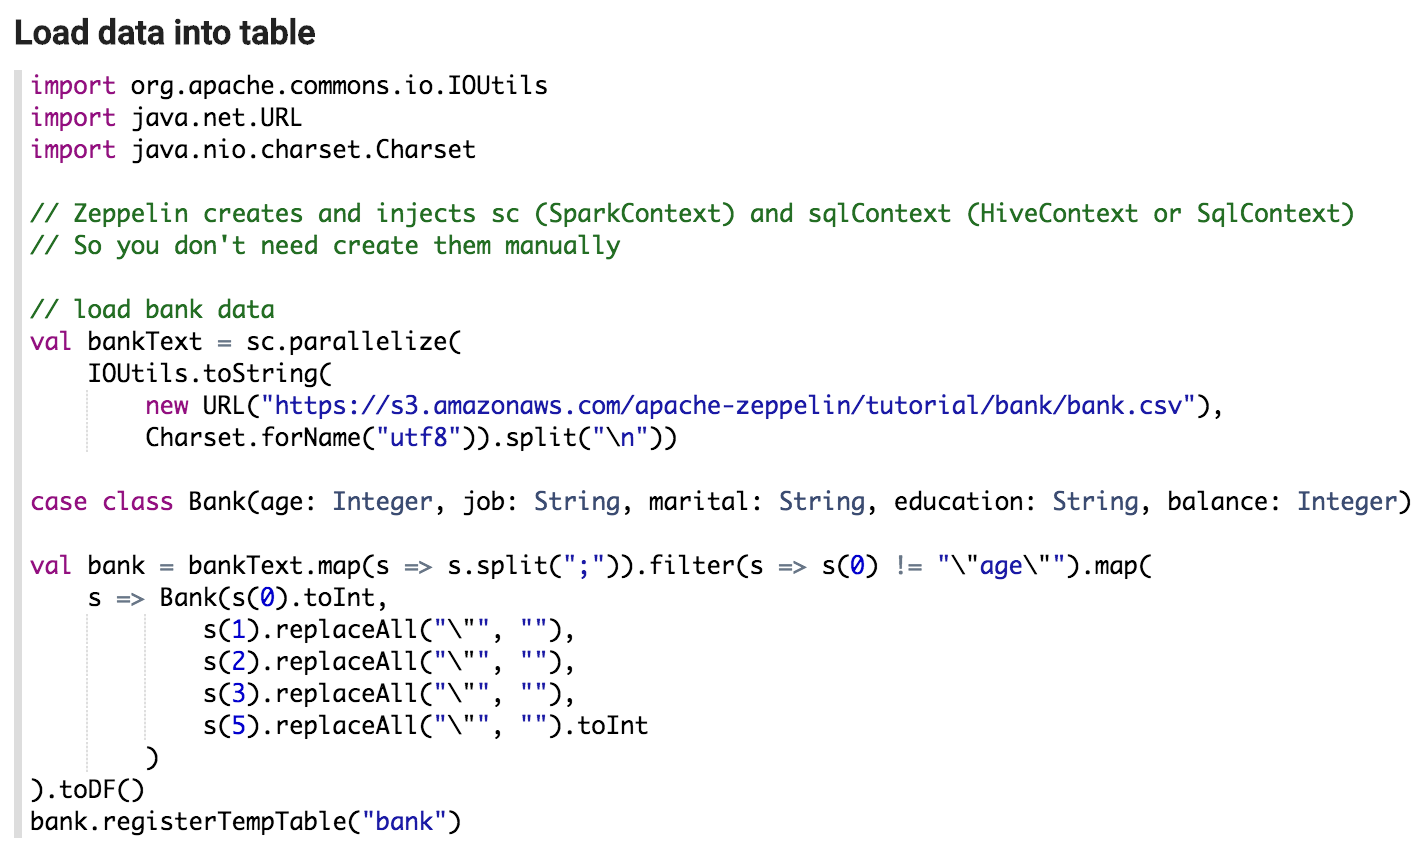 Load data into table
import org.apache.commons.io.IOUtils
import java.net.URL
import java.nio.charset.Charset
// Zeppelin creates and injects sc (SparkContext) and sqlContext (HiveContext or SqlContext)
// So you don't need create them manually
// load bank data
val bankText = sc.parallelize(
    IOUtils.toString(
        new URL("https://s3.amazonaws.com/apache-zeppelin/tutorial/bank/bank.csv"),
        Charset.forName("utf8")).split("\n"))
case class Bank(age: Integer, job: String, marital: String, education: String, balance: Integer)
val bank = bankText.map(s => s.split(";")).filter(s => s(0) != "\"age\"").map(
    s => Bank(s(0).toInt,
            s(1).replaceAll("\"", ""),
            s(2).replaceAll("\"", ""),
            s(3).replaceAll("\"", ""),
            s(5).replaceAll("\"", "").toInt
        )
).toDF()
bank.registerTempTable("bank")